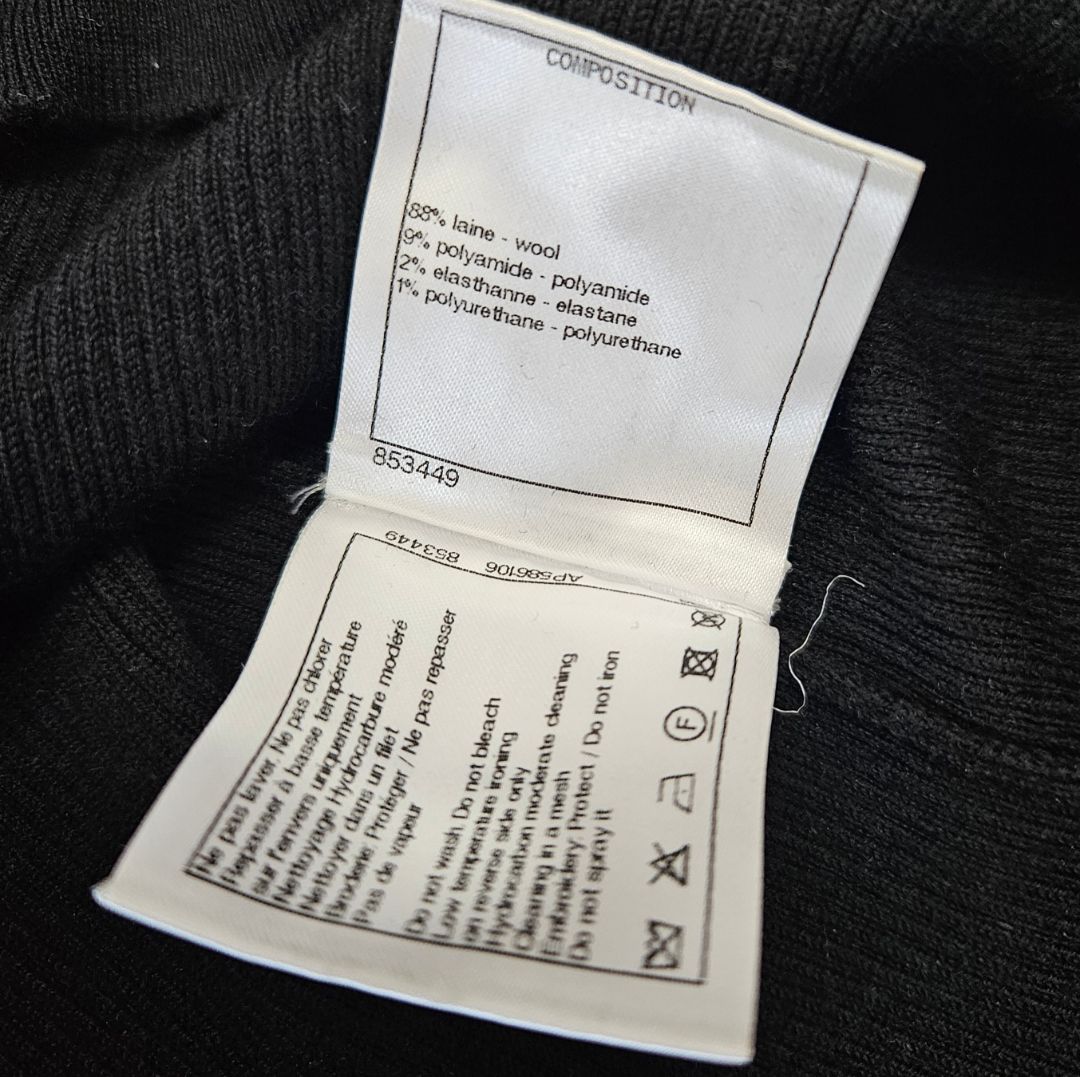 COMPOSITION
88% laine - wool
9% polyamide - polyamide
2% elasthanne - elastane
1% polyurethane - polyurethane
853449
AP586106 853449
Ne pas laver. Ne pas chlorer
Repasser à basse température
sur l'envers uniquement
Nettoyage Hydrocarbure modéré
Nettoyer dans un filet
Broderie: Protéger / Ne pas repasser
Pas de vapeur
Do not wash. Do not bleach
Low temperature ironing
on reverse side only
Hydrocarbon moderate cleaning
Cleaning in a mesh
Embroidery: Protect / Do not iron
Do not spray it
F